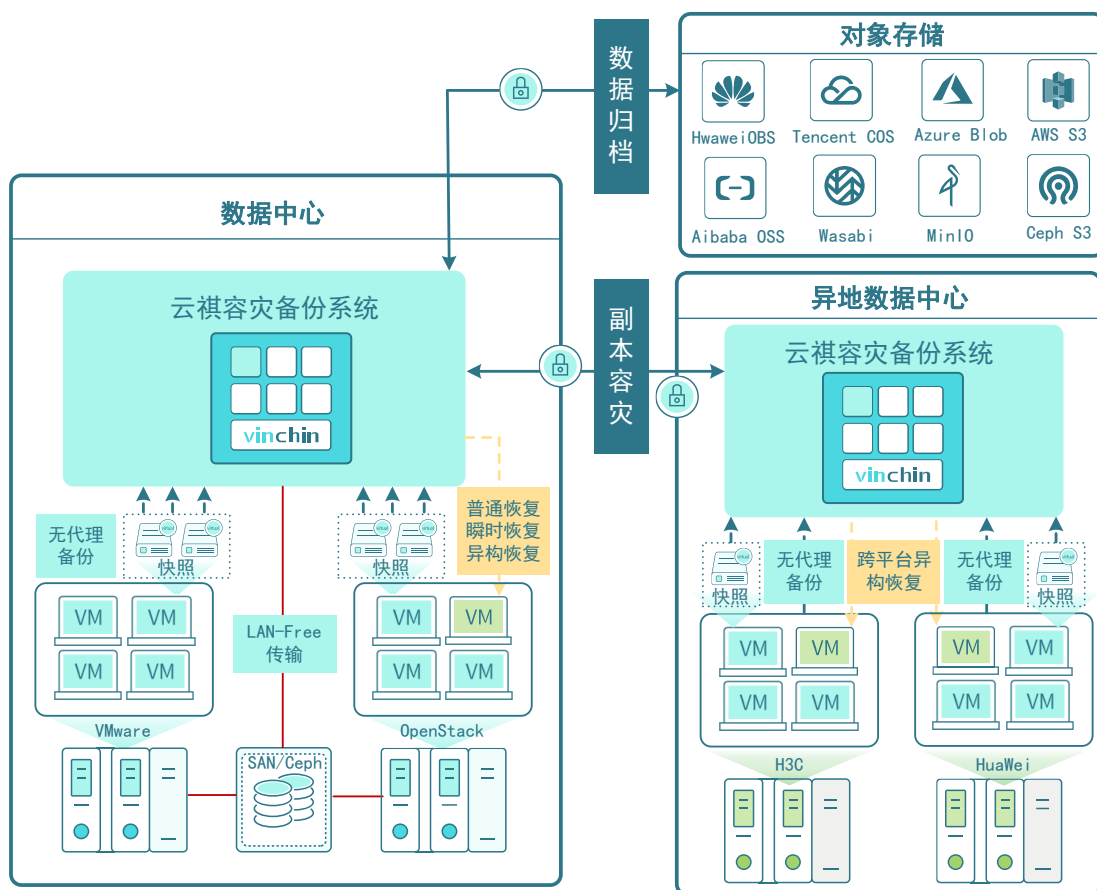 对象存储
HwaweiOBS
Tencent COS
Azure Blob
AWS S3
Aibaba OSS
Wasabi
MinIO
Ceph S3
数据归档
数据中心
云祺容灾备份系统
vinchin
副本容灾
异地数据中心
云祺容灾备份系统
vinchin
无代理
备份
virtual
virtual
快照
virtual
virtual
快照
普通恢复
瞬时恢复
异构恢复
VM
VM
VM
VM
VMware
LAN-Free
传输
VM
VM
VM
VM
OpenStack
SAN/Ceph
virtual
快照
无代理
备份
跨平台异
构恢复
无代理
备份
virtual
快照
VM
VM
VM
VM
H3C
VM
VM
VM
VM
HuaWei